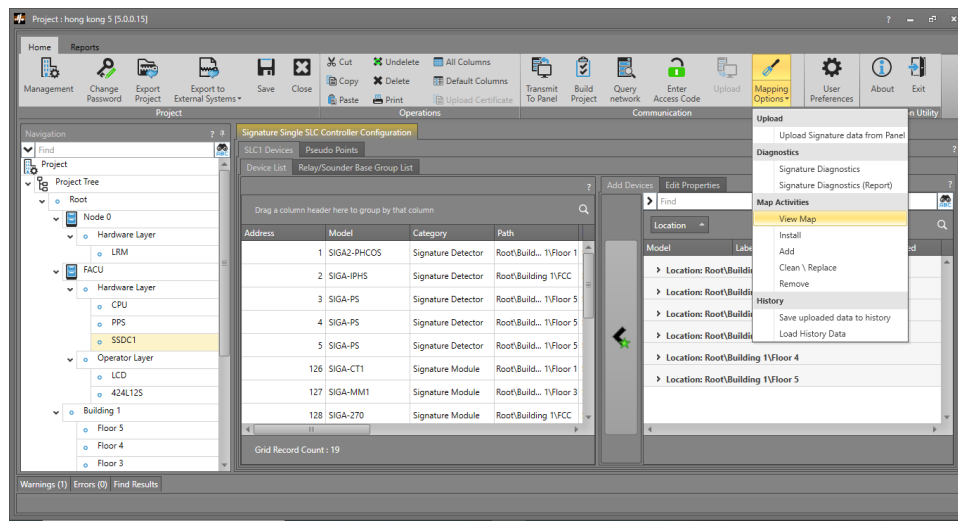 Project : hong kong 5 [5.0.0.15]
Home Reports
Management
Change Password
Export Project
Export to External Systems
Save
Close
Project
Cut Undelete All Columns
Copy Delete Default Columns
Paste Print Upload Certificate
Operations
Transmit To Panel
Build Project
Query network
Enter Access Code
Upload
Mapping Options
Communication
User Preferences
About
Exit
n Utility
Upload
Upload Signature data from Panel
Diagnostics
Signature Diagnostics
Signature Diagnostics (Report)
Map Activities
View Map
Install
Add
Clean \ Replace
Remove
History
Save uploaded data to history
Load History Data
Navigation
Find
Project
Project Tree
Root
Node 0
Hardware Layer
LRM
FACU
Hardware Layer
CPU
PPS
SSDC1
Operator Layer
LCD
424L12S
Building 1
Floor 5
Floor 4
Floor 3
Signature Single SLC Controller Configuration
SLC1 Devices Pseudo Points
Device List Relay/Sounder Base Group List
Drag a column header here to group by that column
Address Model Category Path
1 SIGA2-PHCOS Signature Detector Root\Build... 1\Floor 1
2 SIGA-IPHS Signature Detector Root\Building 1\FCC
3 SIGA-PS Signature Detector Root\Build... 1\Floor 5
4 SIGA-PS Signature Detector Root\Build... 1\Floor 5
5 SIGA-PS Signature Detector Root\Build... 1\Floor 5
126 SIGA-CT1 Signature Module Root\Build... 1\Floor 1
127 SIGA-MM1 Signature Module Root\Build... 1\Floor 3
128 SIGA-270 Signature Module Root\Building 1\FCC
Grid Record Count : 19
Add Devices Edit Properties
Find
Location
Model Labe ed
Location: Root\Buildi
Location: Root\Buildi
Location: Root\Buildi
Location: Root\Buildi
Location: Root\Building 1\Floor 4
Location: Root\Building 1\Floor 5
Warnings (1) Errors (0) Find Results